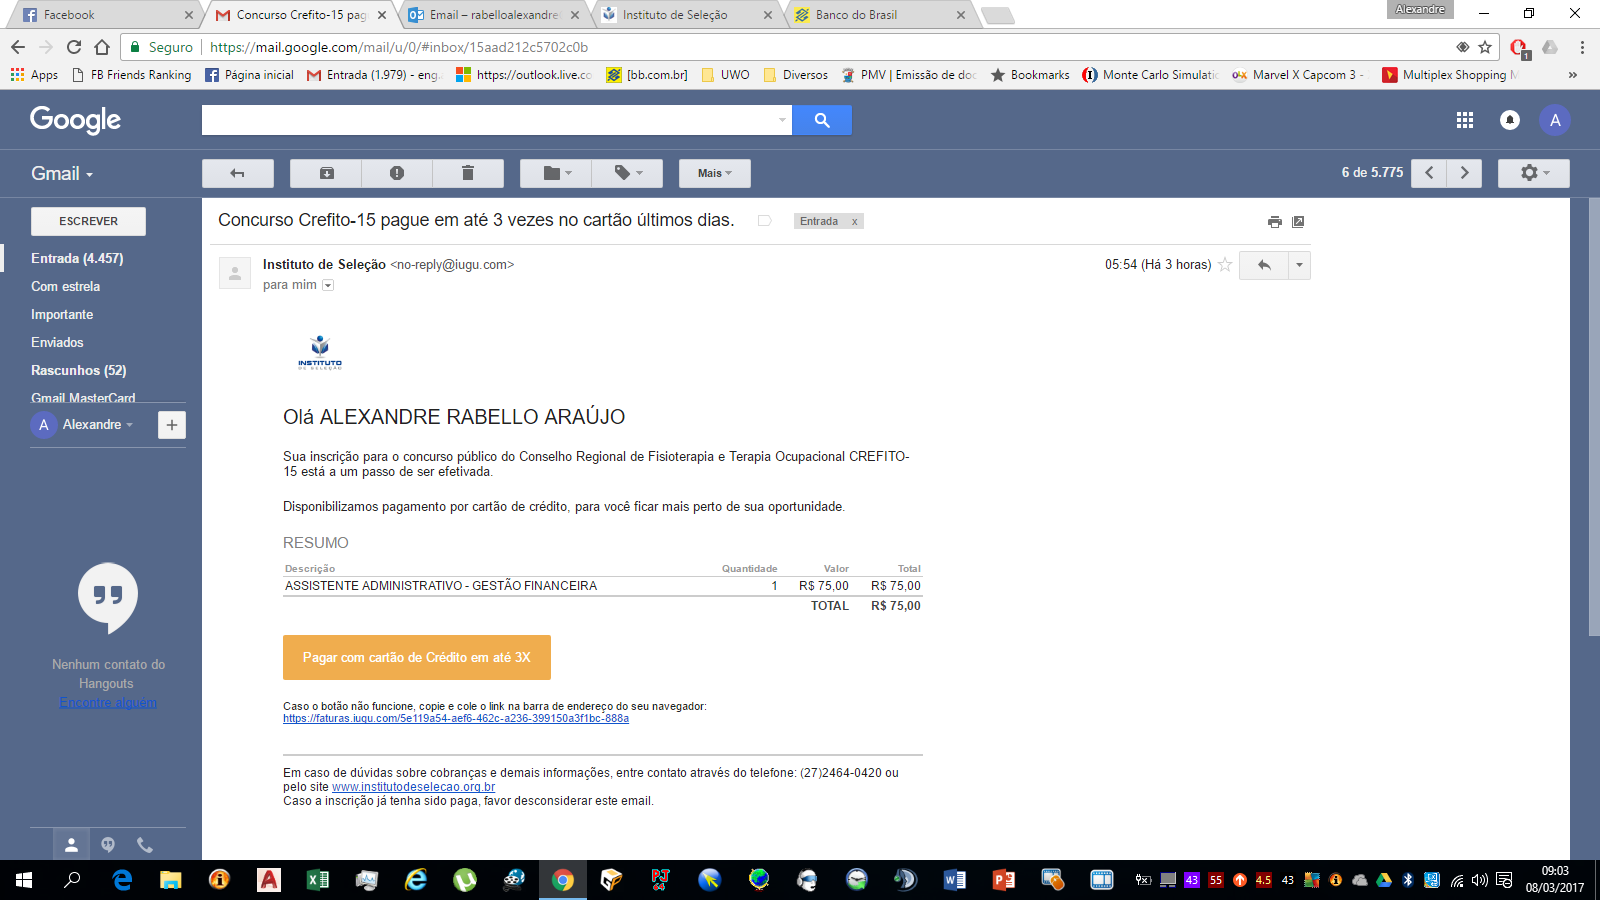 Facebook
Concurso Crefito-15 pag
Email – rabelloalexandre
Instituto de Seleção
Banco do Brasil
Alexandre
Seguro
https://mail.google.com/mail/u/0/#inbox/15aad212c5702c0b
Apps
FB Friends Ranking
Página inicial
Entrada (1.979) - eng.
https://outlook.live.co
[bb.com.br]
UWO
Diversos
PMV | Emissão de doc
Bookmarks
Monte Carlo Simulatic
Marvel X Capcom 3 -
Multiplex Shopping M
»
Google
A
Gmail
Mais
6 de 5.775
ESCREVER
Concurso Crefito-15 pague em até 3 vezes no cartão últimos dias.
Entrada x
Entrada (4.457)
Instituto de Seleção <no-reply@iugu.com>
05:54 (Há 3 horas)
para mim
Com estrela
Importante
Enviados
Rascunhos (52)
Gmail MasterCard
A Alexandre
+
INSTITUTO
DE SELEÇÃO
Olá ALEXANDRE RABELLO ARAÚJO
Sua inscrição para o concurso público do Conselho Regional de Fisioterapia e Terapia Ocupacional CREFITO-
15 está a um passo de ser efetivada.
Disponibilizamos pagamento por cartão de crédito, para você ficar mais perto de sua oportunidade.
RESUMO
Descrição Quantidade Valor Total
ASSISTENTE ADMINISTRATIVO - GESTÃO FINANCEIRA 1 R$ 75,00 R$ 75,00
TOTAL R$ 75,00
Pagar com cartão de Crédito em até 3X
Nenhum contato do
Hangouts
Encontre alguém
Caso o botão não funcione, copie e cole o link na barra de endereço do seu navegador:
https://faturas.iugu.com/5e119a54-aef6-462c-a236-399150a3f1bc-888a
Em caso de dúvidas sobre cobranças e demais informações, entre contato através do telefone: (27)2464-0420 ou
pelo site www.institutodeselecao.org.br
Caso a inscrição já tenha sido paga, favor desconsiderar este email.
43 55 4.5 43
09:03
08/03/2017